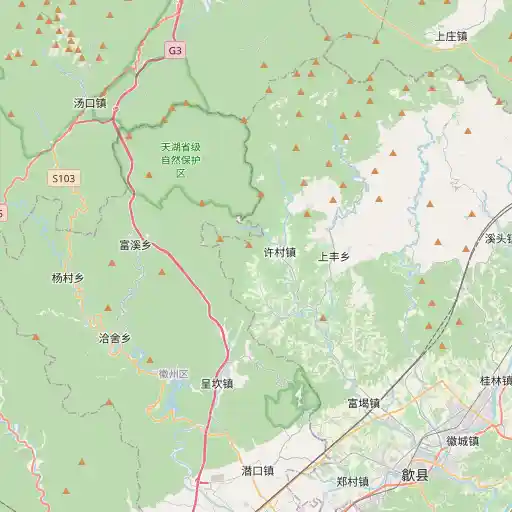 上庄镇
G3
汤口镇
天湖省级
自然保护
区
S103
溪头镇
富溪乡
许村镇
上丰乡
杨村乡
洽舍乡
徽州区
呈坎镇
桂林镇
富堨镇
徽城镇
潜口镇
歙县
郑村镇